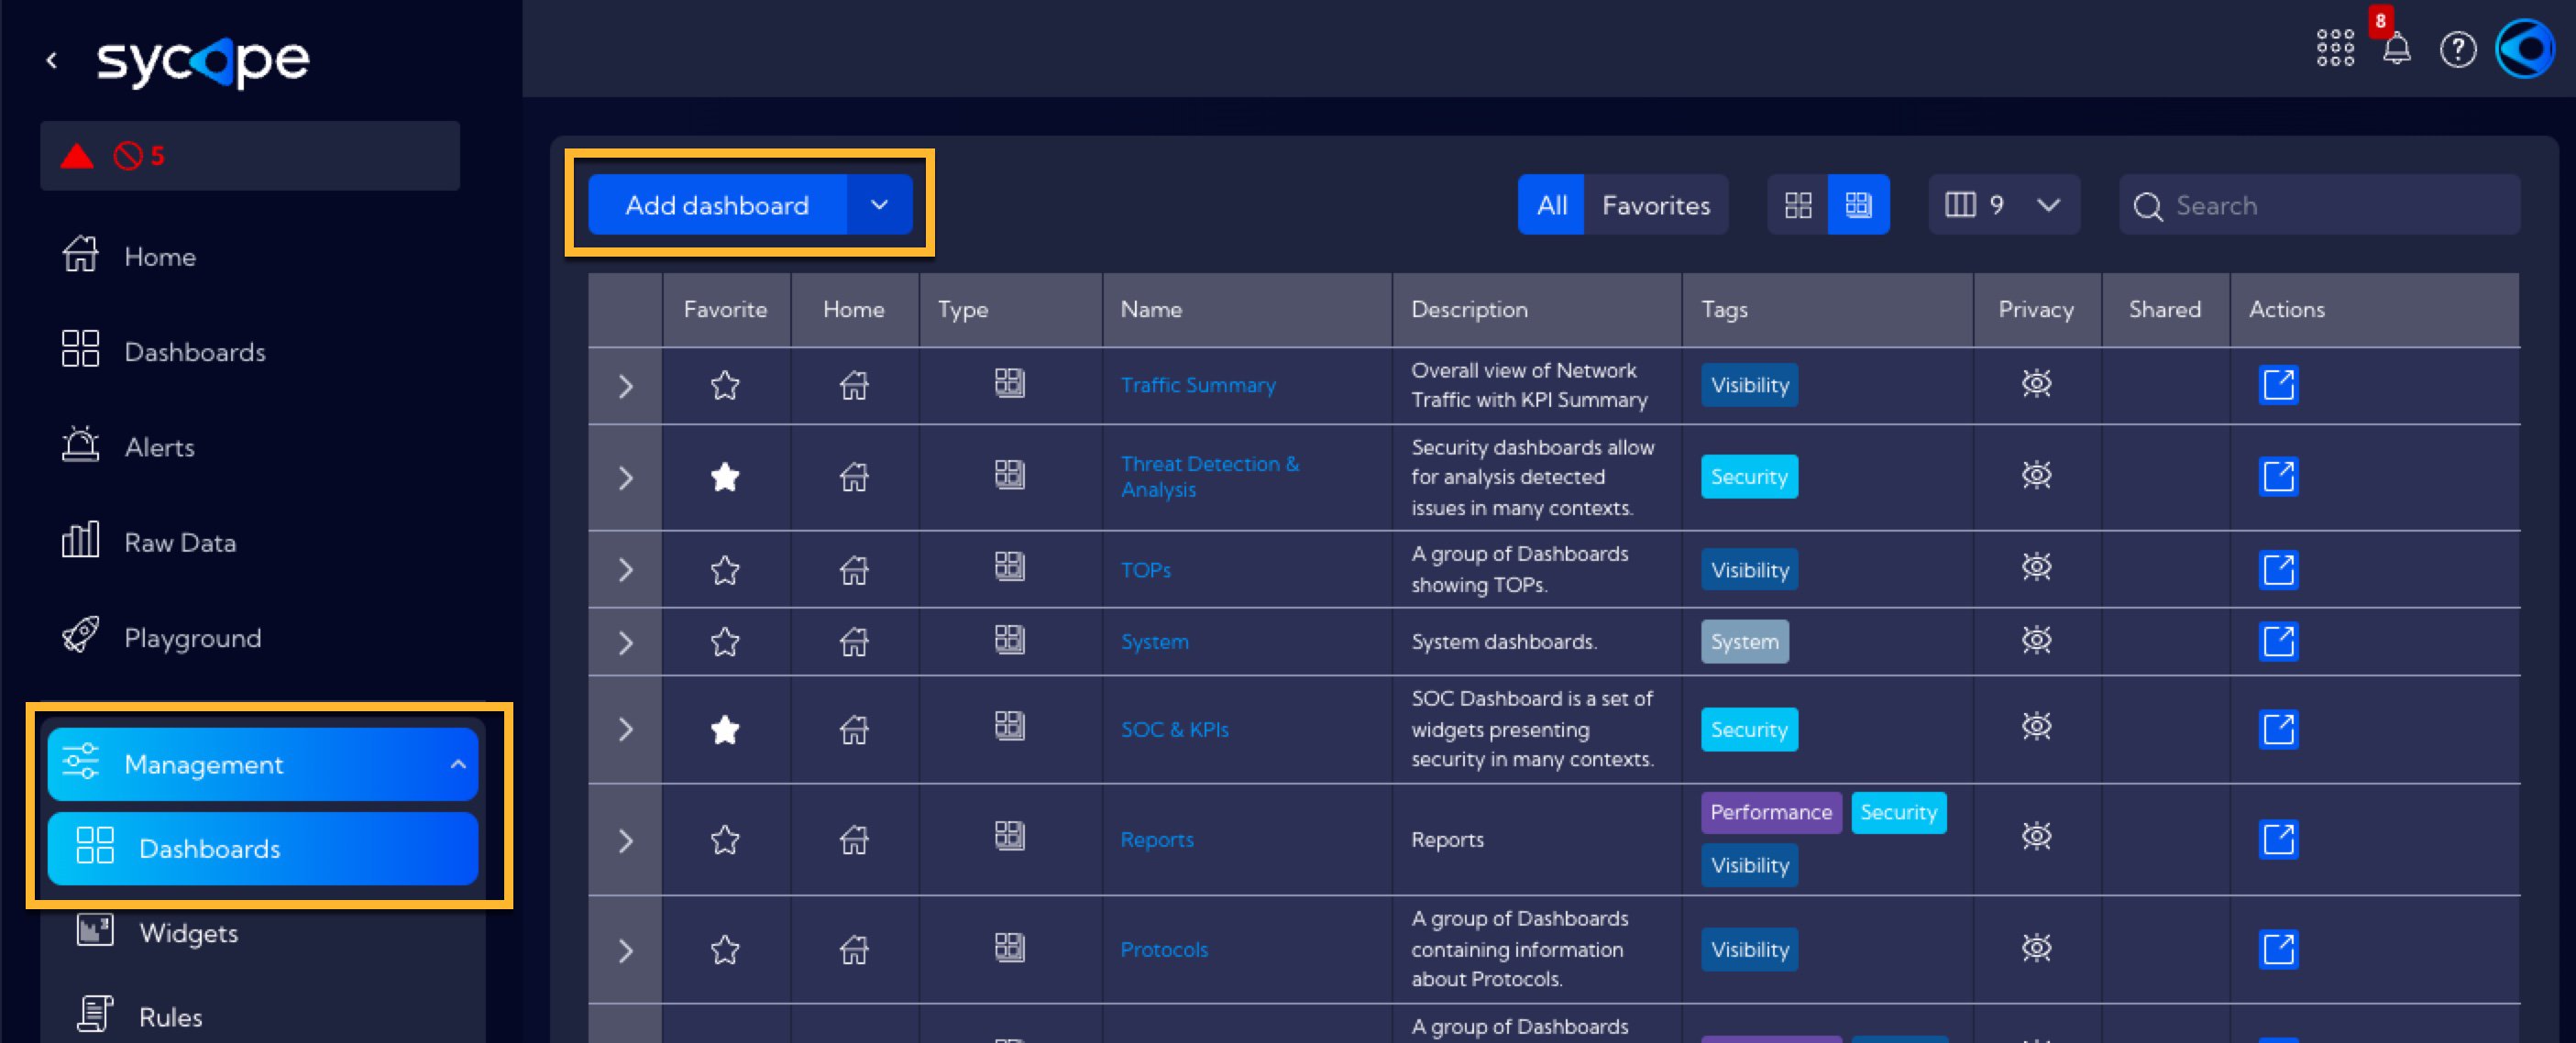 sycope
8
5
Home
Dashboards
Alerts
Raw Data
Playground
Management
Dashboards
Widgets
Rules
Add dashboard
All
Favorites
9
Search
Favorite
Home
Type
Name
Description
Tags
Privacy
Shared
Actions
Traffic Summary
Overall view of Network
Traffic with KPI Summary
Visibility
Threat Detection &
Analysis
Security dashboards allow
for analysis detected
issues in many contexts.
Security
TOPs
A group of Dashboards
showing TOPs.
Visibility
System
System dashboards.
System
SOC & KPIs
SOC Dashboard is a set of
widgets presenting
security in many contexts.
Security
Reports
Reports
Performance
Security
Visibility
Protocols
A group of Dashboards
containing information
about Protocols.
Visibility
A group of Dashboards